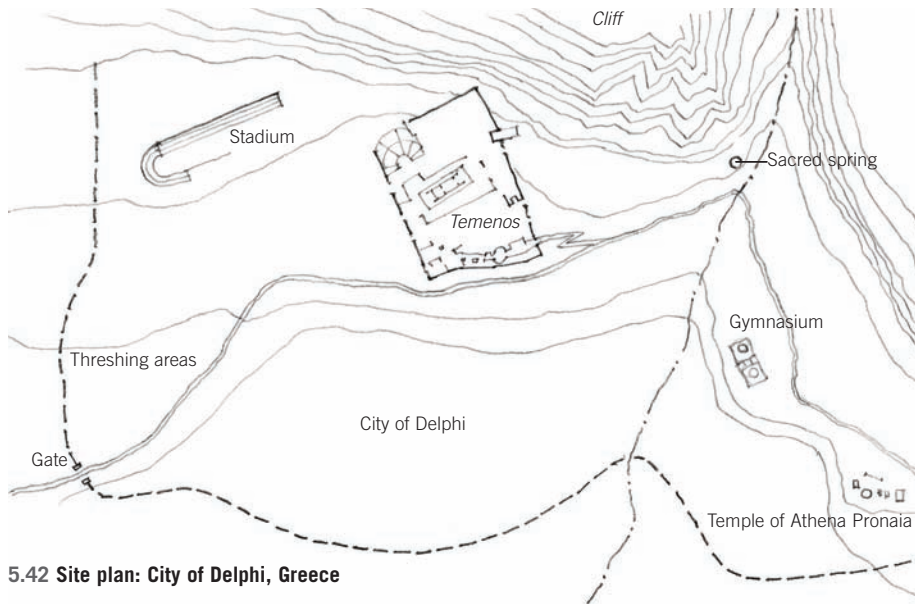 Cliff
Stadium
Sacred spring
Temenos
Gymnasium
Threshing areas
City of Delphi
Gate
Temple of Athena Pronaia
5.42 Site plan: City of Delphi, Greece